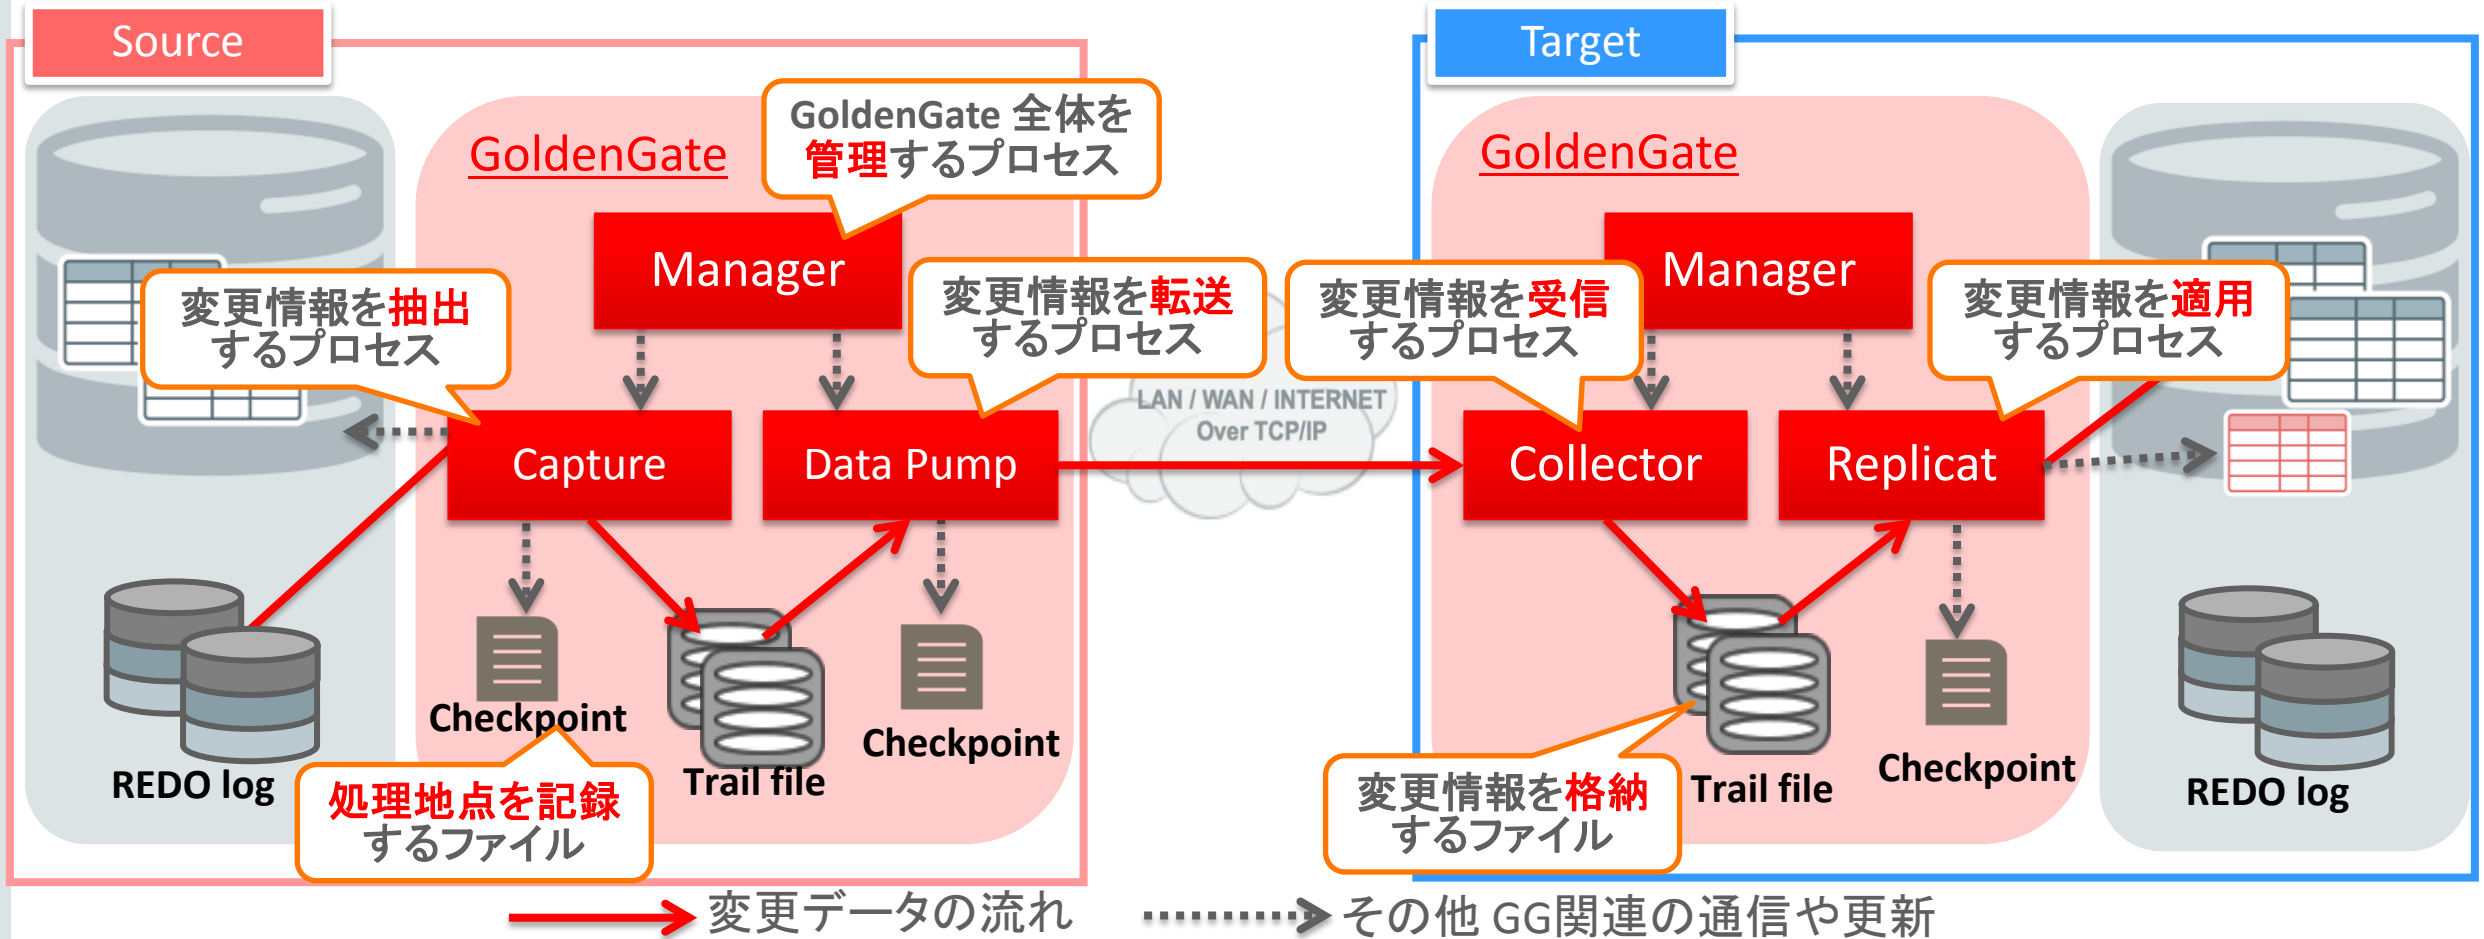 Source
Target
GoldenGate 全体を
管理するプロセス
GoldenGate
GoldenGate
Manager
Manager
変更情報を抽出
するプロセス
変更情報を転送
するプロセス
変更情報を受信
するプロセス
変更情報を適用
するプロセス
LAN / WAN / INTERNET
Over TCP/IP
Capture
Data Pump
Collector
Replicat
Checkpoint
Checkpoint
Checkpoint
REDO log
Trail file
Trail file
REDO log
処理地点を記録
するファイル
変更情報を格納
するファイル
変更データの流れ
その他 GG関連の通信や更新